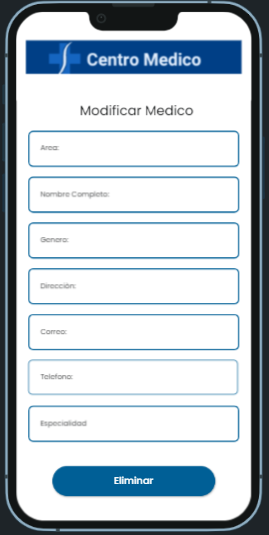 Centro Medico
Modificar Medico
Area:
Nombre Completo:
Genero:
Dirección:
Correo:
Telefono:
Especialidad
Eliminar